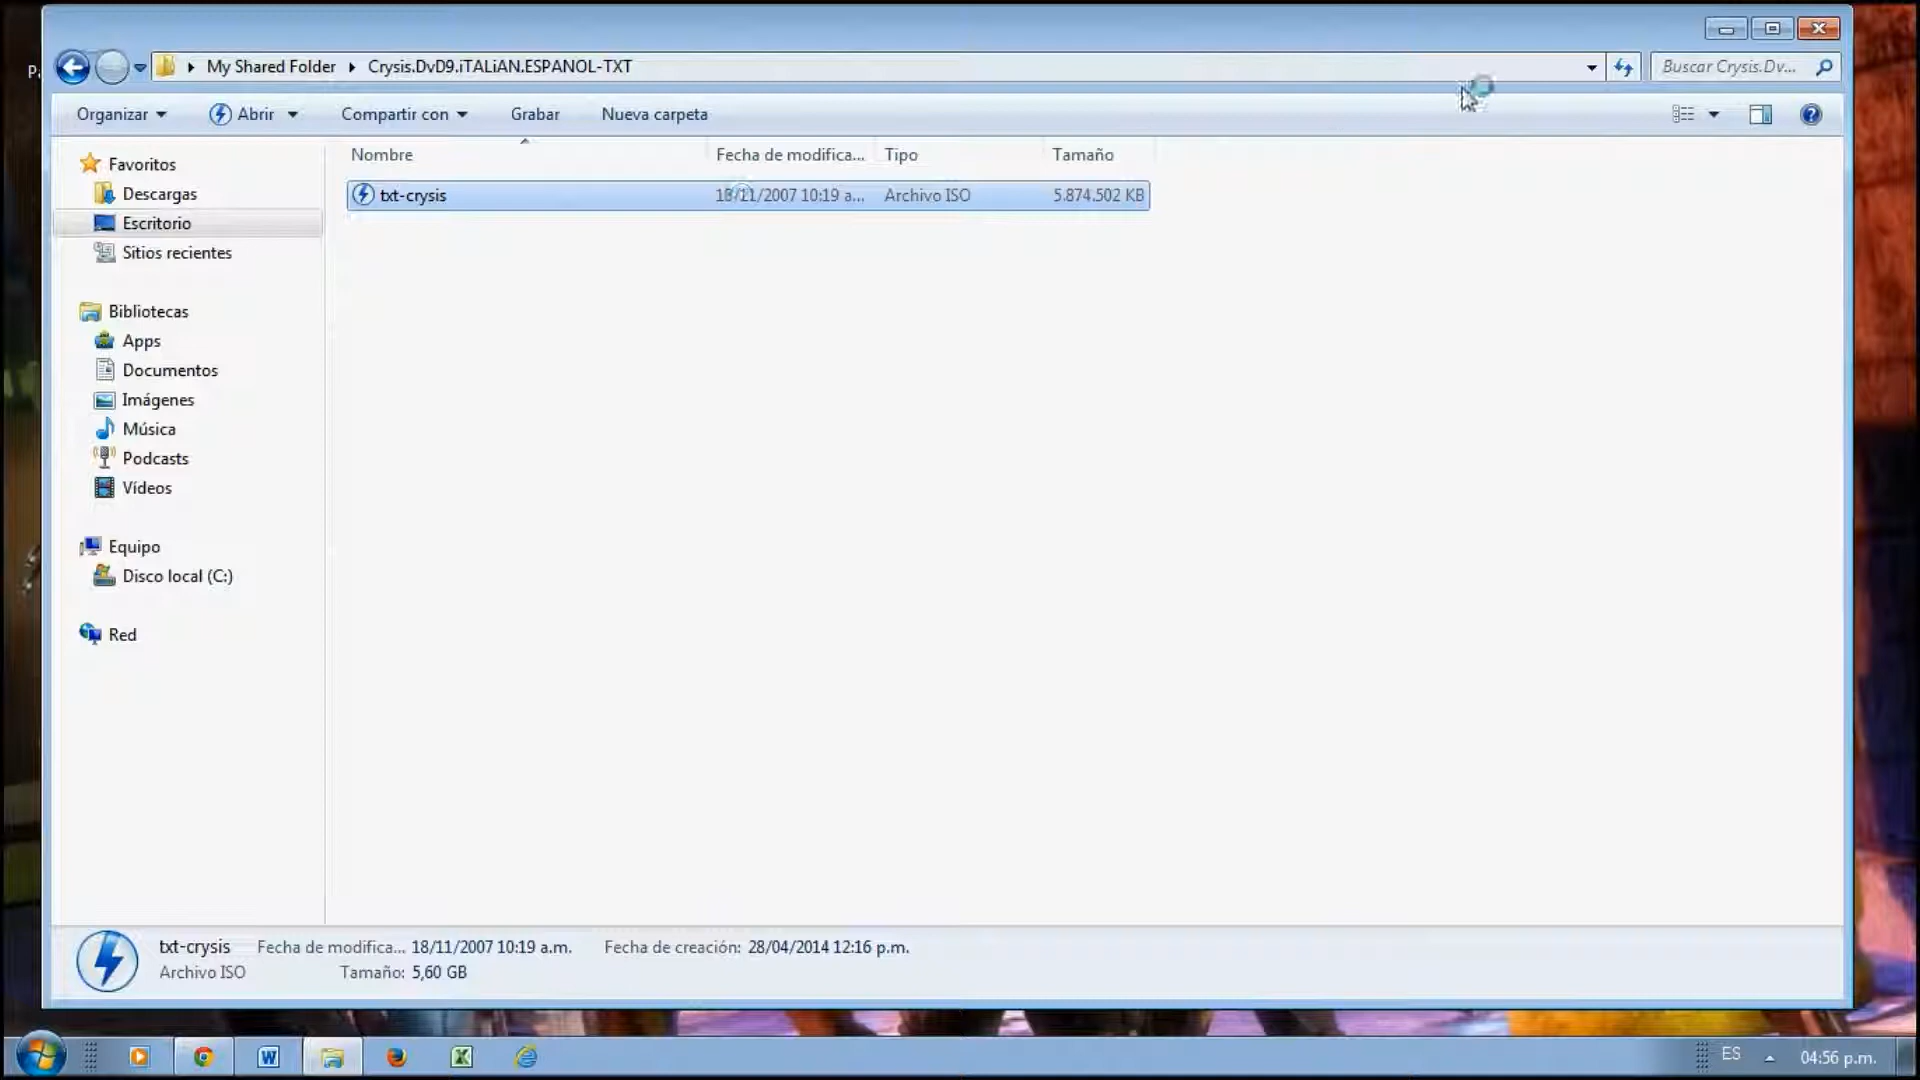 My Shared Folder Crysis.DvD9.iTALiAN.ESPANOL-TXT
Buscar Crysis.Dv...
Organizar Abrir Compartir con Grabar Nueva carpeta
Nombre Fecha de modifica... Tipo Tamaño
txt-crysis 18/11/2007 10:19 a... Archivo ISO 5.874.502 KB
Favoritos
Descargas
Escritorio
Sitios recientes
Bibliotecas
Apps
Documentos
Imágenes
Música
Podcasts
Vídeos
Equipo
Disco local (C:)
Red
txt-crysis Fecha de modifica... 18/11/2007 10:19 a.m. Fecha de creación: 28/04/2014 12:16 p.m.
Archivo ISO Tamaño: 5,60 GB
ES 04:56 p.m.